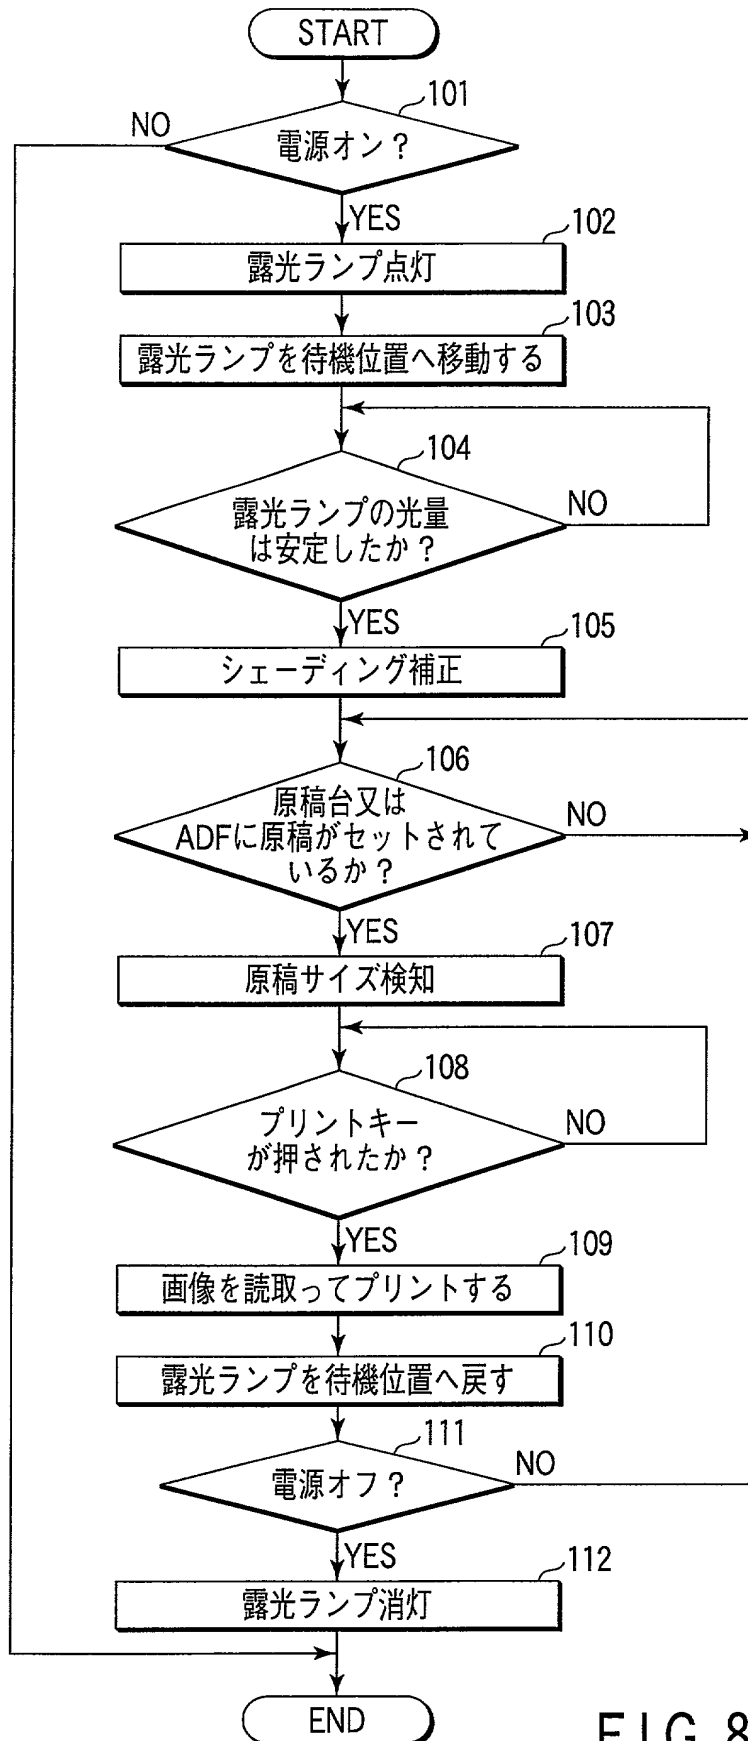 START
101
NO
電源オン？
YES
102
露光ランプ点灯
103
露光ランプを待機位置へ移動する
104
露光ランプの光量
は安定したか？
NO
YES
105
シェーディング補正
106
原稿台又は
ADFに原稿がセットされて
いるか？
NO
YES
107
原稿サイズ検知
108
プリントキー
が押されたか？
NO
YES
109
画像を読取ってプリントする
110
露光ランプを待機位置へ戻す
111
電源オフ？
NO
YES
112
露光ランプ消灯
END
FIG. 8